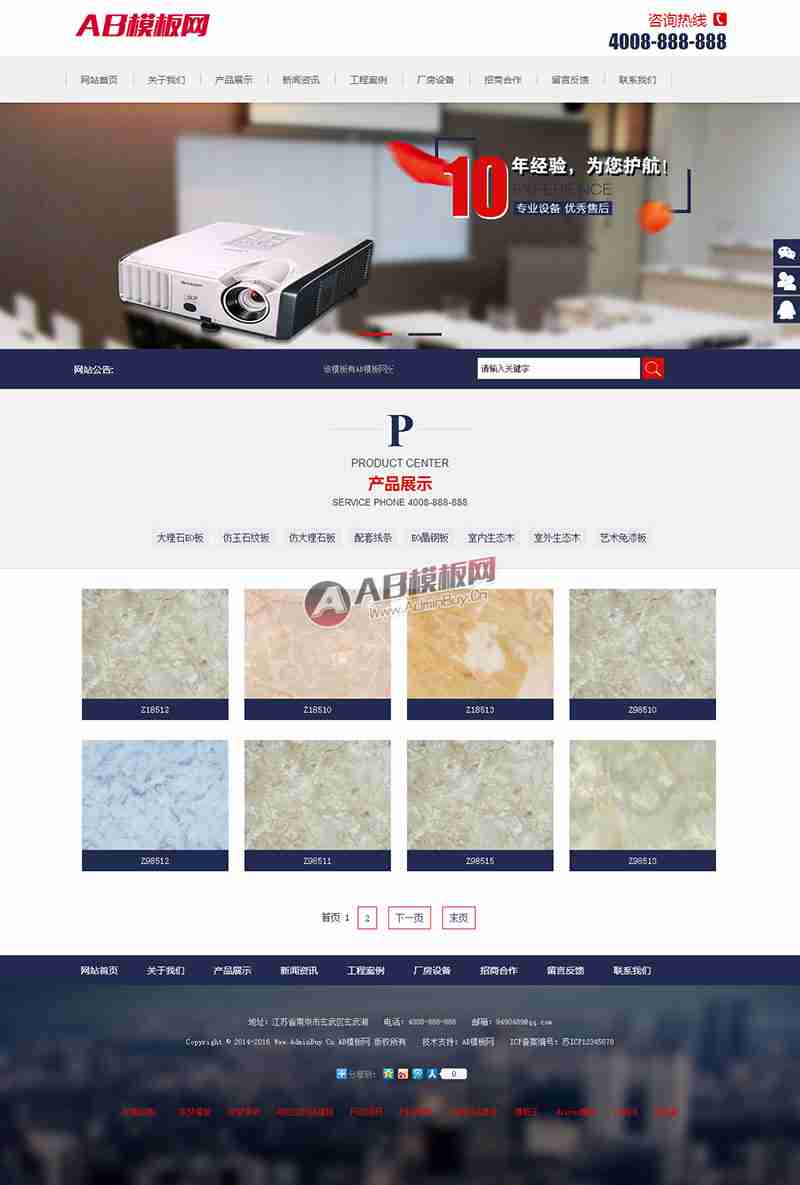 AB模板网
咨询热线
4008-888-888
网站首页 关于我们 产品展示 新闻资讯 工程案例 厂房设备 招商合作 留言反馈 联系我们
10年经验，为您护航！
EXPERIENCE
专业设备 优秀售后
网站公告:
该模板有AB模板网
请输入关键字
P
PRODUCT CENTER
产品展示
SERVICE PHONE 4008-888-888
大理石EO板 仿玉石纹板 仿大理石板 配套线条 EO晶钢板 室内生态木 室外生态木 艺术免漆板
AB模板网
Www.AdminBuy.Cn
Z18512 Z18510 Z18513 Z98510
Z98512 Z98511 Z98515 Z98513
首页 1 2 下一页 末页
网站首页 关于我们 产品展示 新闻资讯 工程案例 厂房设备 招商合作 留言反馈 联系我们
地址：江苏省南京市玄武区玄武湖 电话：4008-888-888 邮箱：9490489@qq.com
Copyright © 2014-2016 Www.AdminBuy.Cn AB模板网 版权所有 技术支持：AB模板网 ICP备案编号：苏ICP12345678
分享到： 0